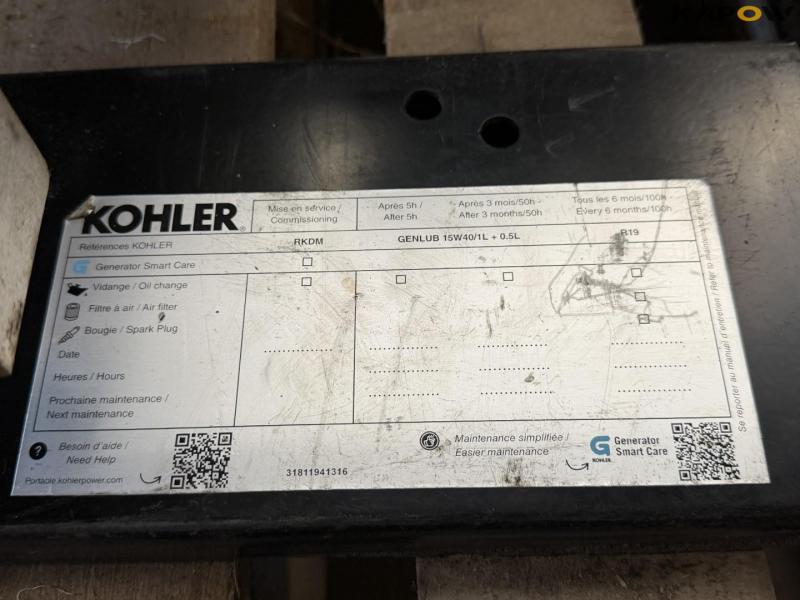 KAPOW
KOHLER®
Mise en service /
Commissioning
Après 5h /
After 5h
Après 3 mois/50h -
After 3 months/50h
Tous les 6 mois/100h -
Every 6 months/100h
Références KOHLER
RKDM
GENLUB 15W40/1L + 0.5L
R19
Generator Smart Care
Vidange / Oil change
Filtre à air / Air filter
Bougie / Spark Plug
Date
Heures / Hours
Prochaine maintenance /
Next maintenance
Se reporter au manuel d'entretien / Refer to maintenance
? Besoin d'aide /
Need Help
Portable.kohlerpower.com
31811941316
Maintenance simplifiée /
Easier maintenance
G
KOHLER
Generator
Smart Care